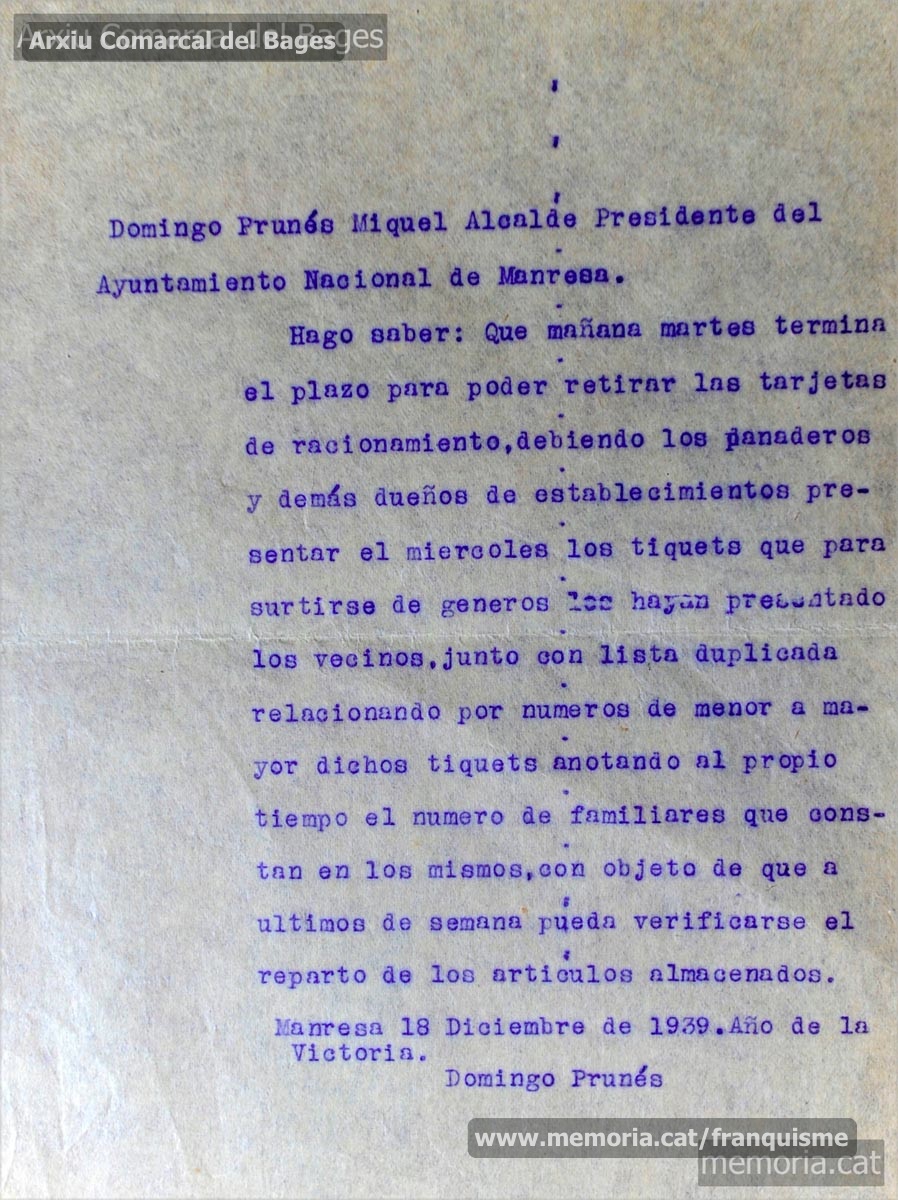 Arxiu Comarcal del Bages
Arxiu Comarcal del Bages
Domingo Prunés Miquel Alcalde Presidente del
Ayuntamiento Nacional de Manresa.
Hago saber: Que mañana martes termina
el plazo para poder retirar las tarjetas
de racionamiento,debiendo los panaderos
y demás dueños de establecimientos pre-
sentar el miercoles los tiquets que para
surtirse de generos les hayan presentado
los vecinos,junto con lista duplicada
relacionando por numeros de menor a ma-
yor dichos tiquets anotando al propio
tiempo el numero de familiares que cons-
tan en los mismos,con objeto de que a
ultimos de semana pueda verificarse el
reparto de los articulos almacenados.
Manresa 18 Diciembre de 1939.Año de la
Victoria.
Domingo Prunés
www.memoria.cat/franquisme
memoria.cat